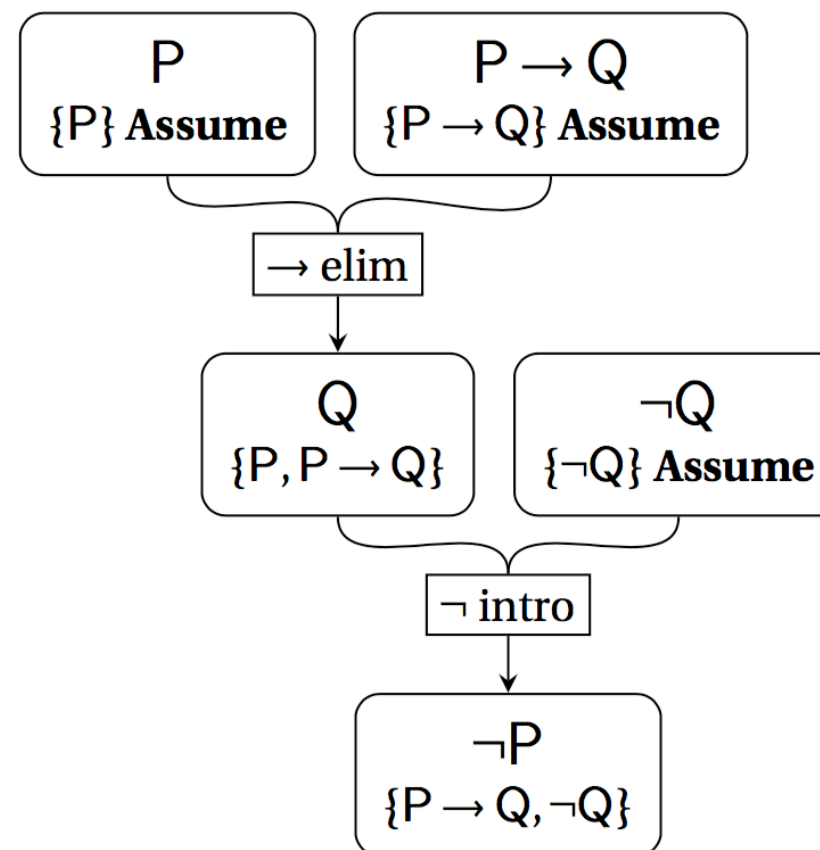 P
{P} Assume
P → Q
{P → Q} Assume
→ elim
Q
{P, P → Q}
¬Q
{¬Q} Assume
¬ intro
¬P
{P → Q, ¬Q}